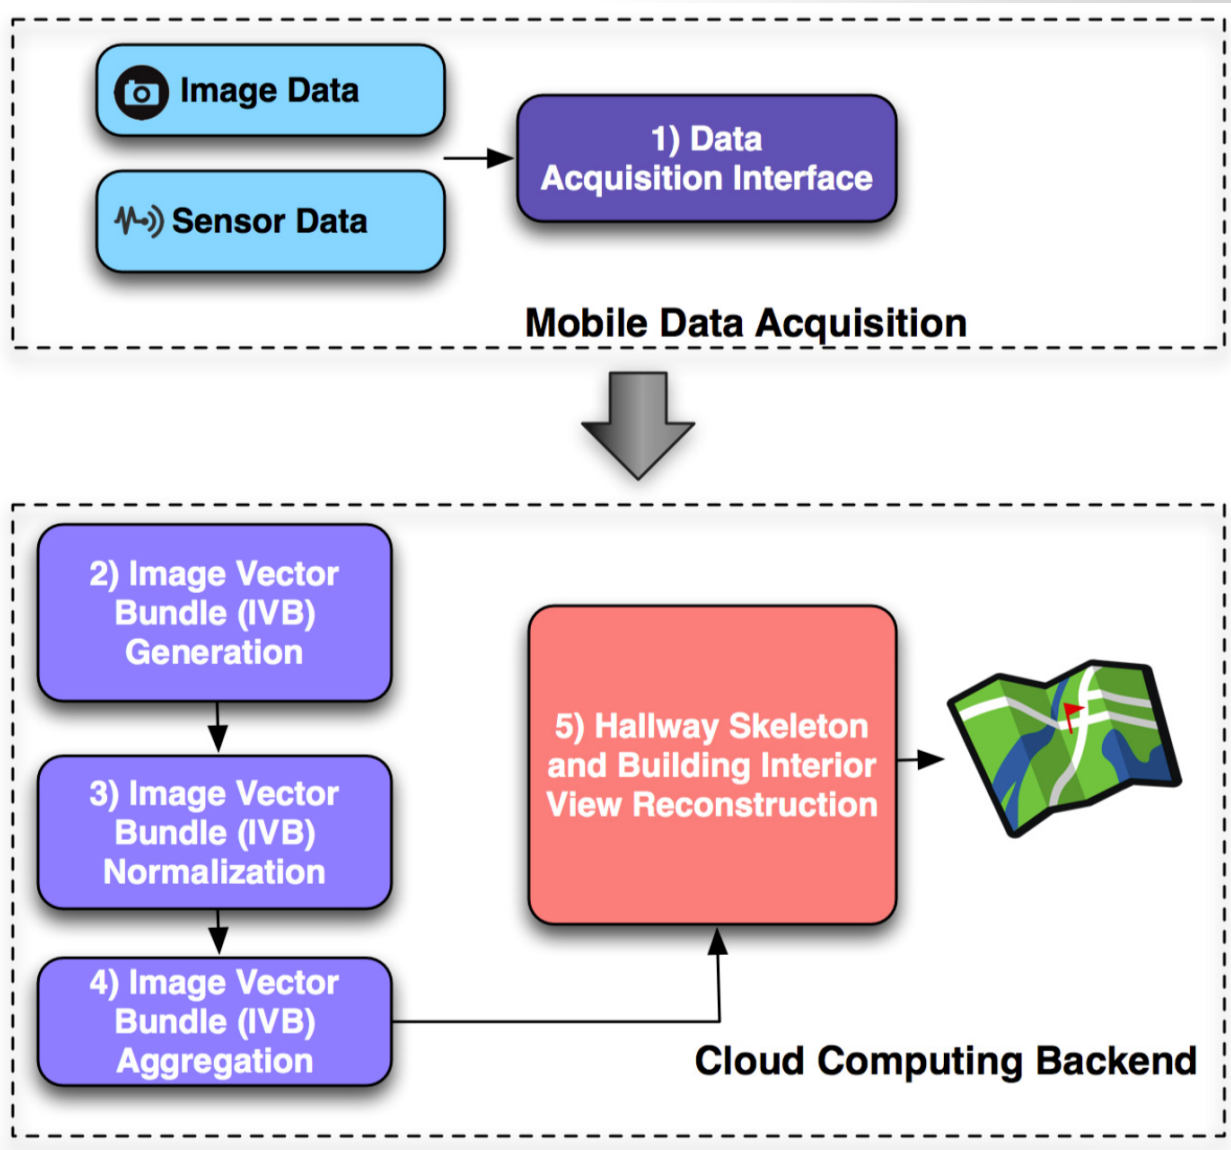 Image Data
Sensor Data
1) Data
Acquisition Interface
Mobile Data Acquisition
2) Image Vector
Bundle (IVB)
Generation
3) Image Vector
Bundle (IVB)
Normalization
4) Image Vector
Bundle (IVB)
Aggregation
5) Hallway Skeleton
and Building Interior
View Reconstruction
Cloud Computing Backend